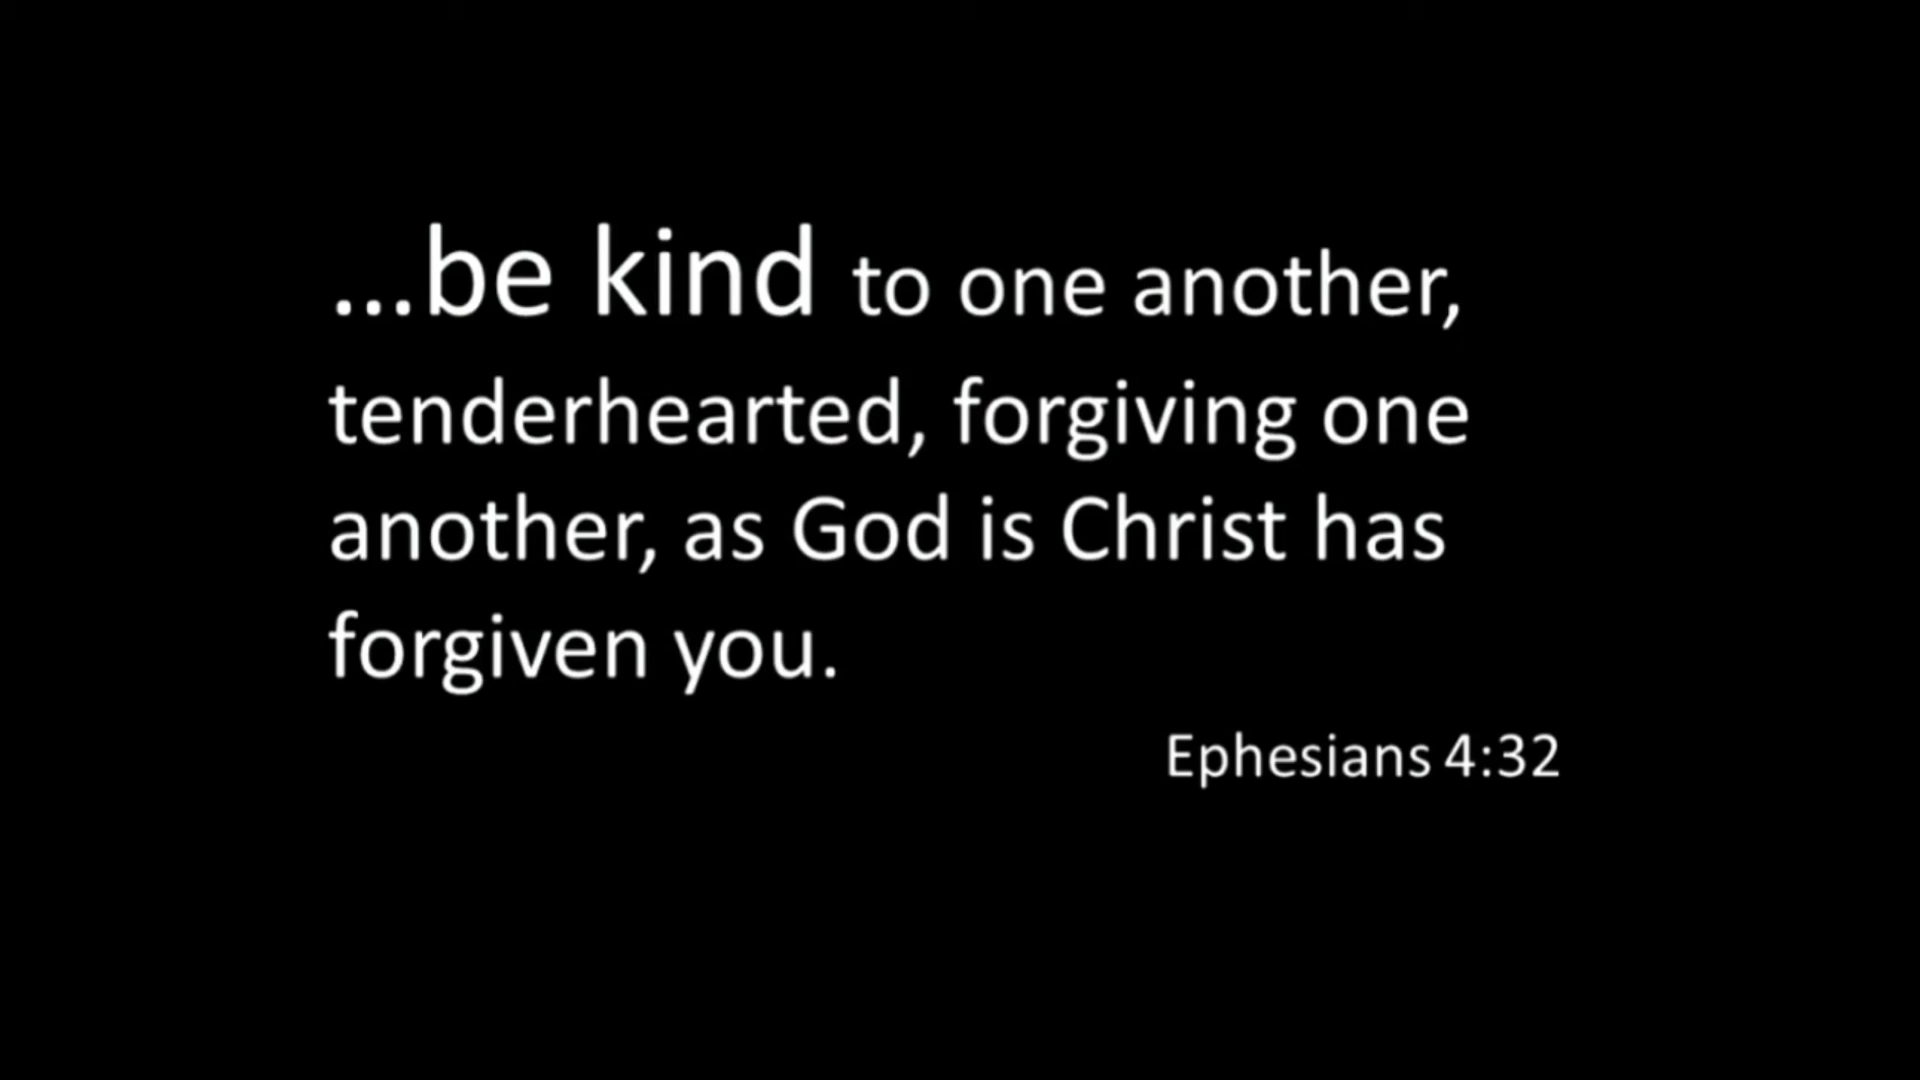 ...be kind to one another,
tenderhearted, forgiving one
another, as God is Christ has
forgiven you.
Ephesians 4:32